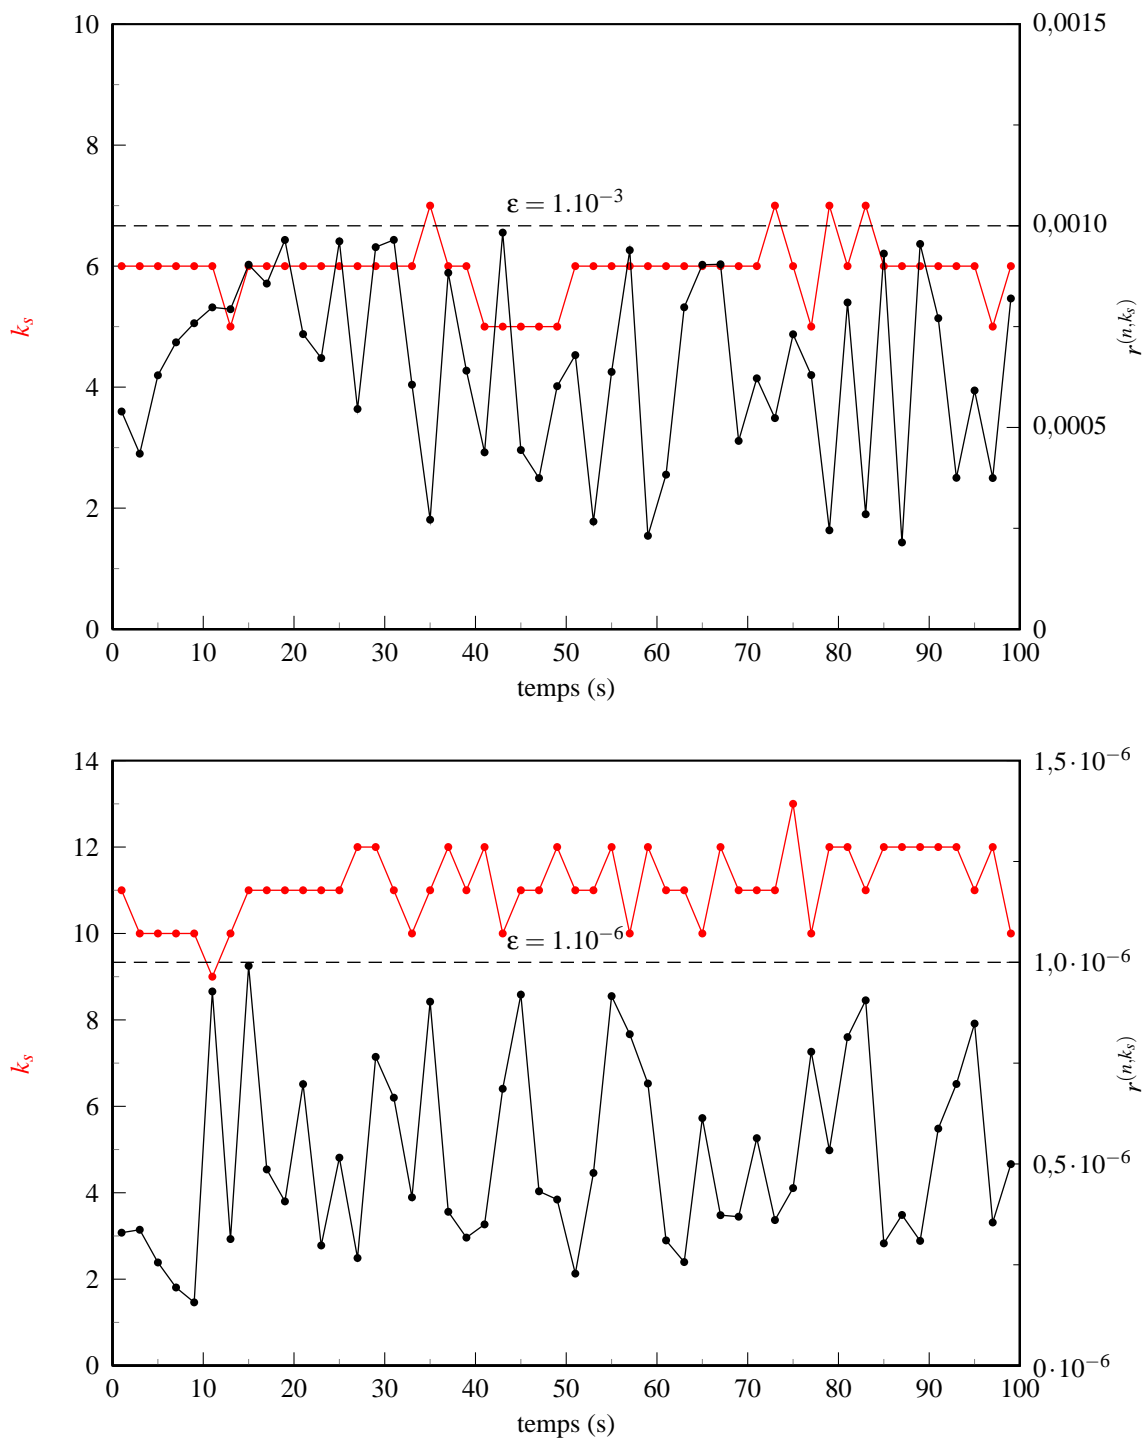 10
0,0015
8
ε = 1.10⁻³
0,0010
6
k_s
r^(n,k_s)
4
0,0005
2
0
0
0 10 20 30 40 50 60 70 80 90 100
temps (s)
14
1,5·10⁻⁶
12
10
ε = 1.10⁻⁶
1,0·10⁻⁶
8
k_s
r^(n,k_s)
6
0,5·10⁻⁶
4
2
0
0·10⁻⁶
0 10 20 30 40 50 60 70 80 90 100
temps (s)